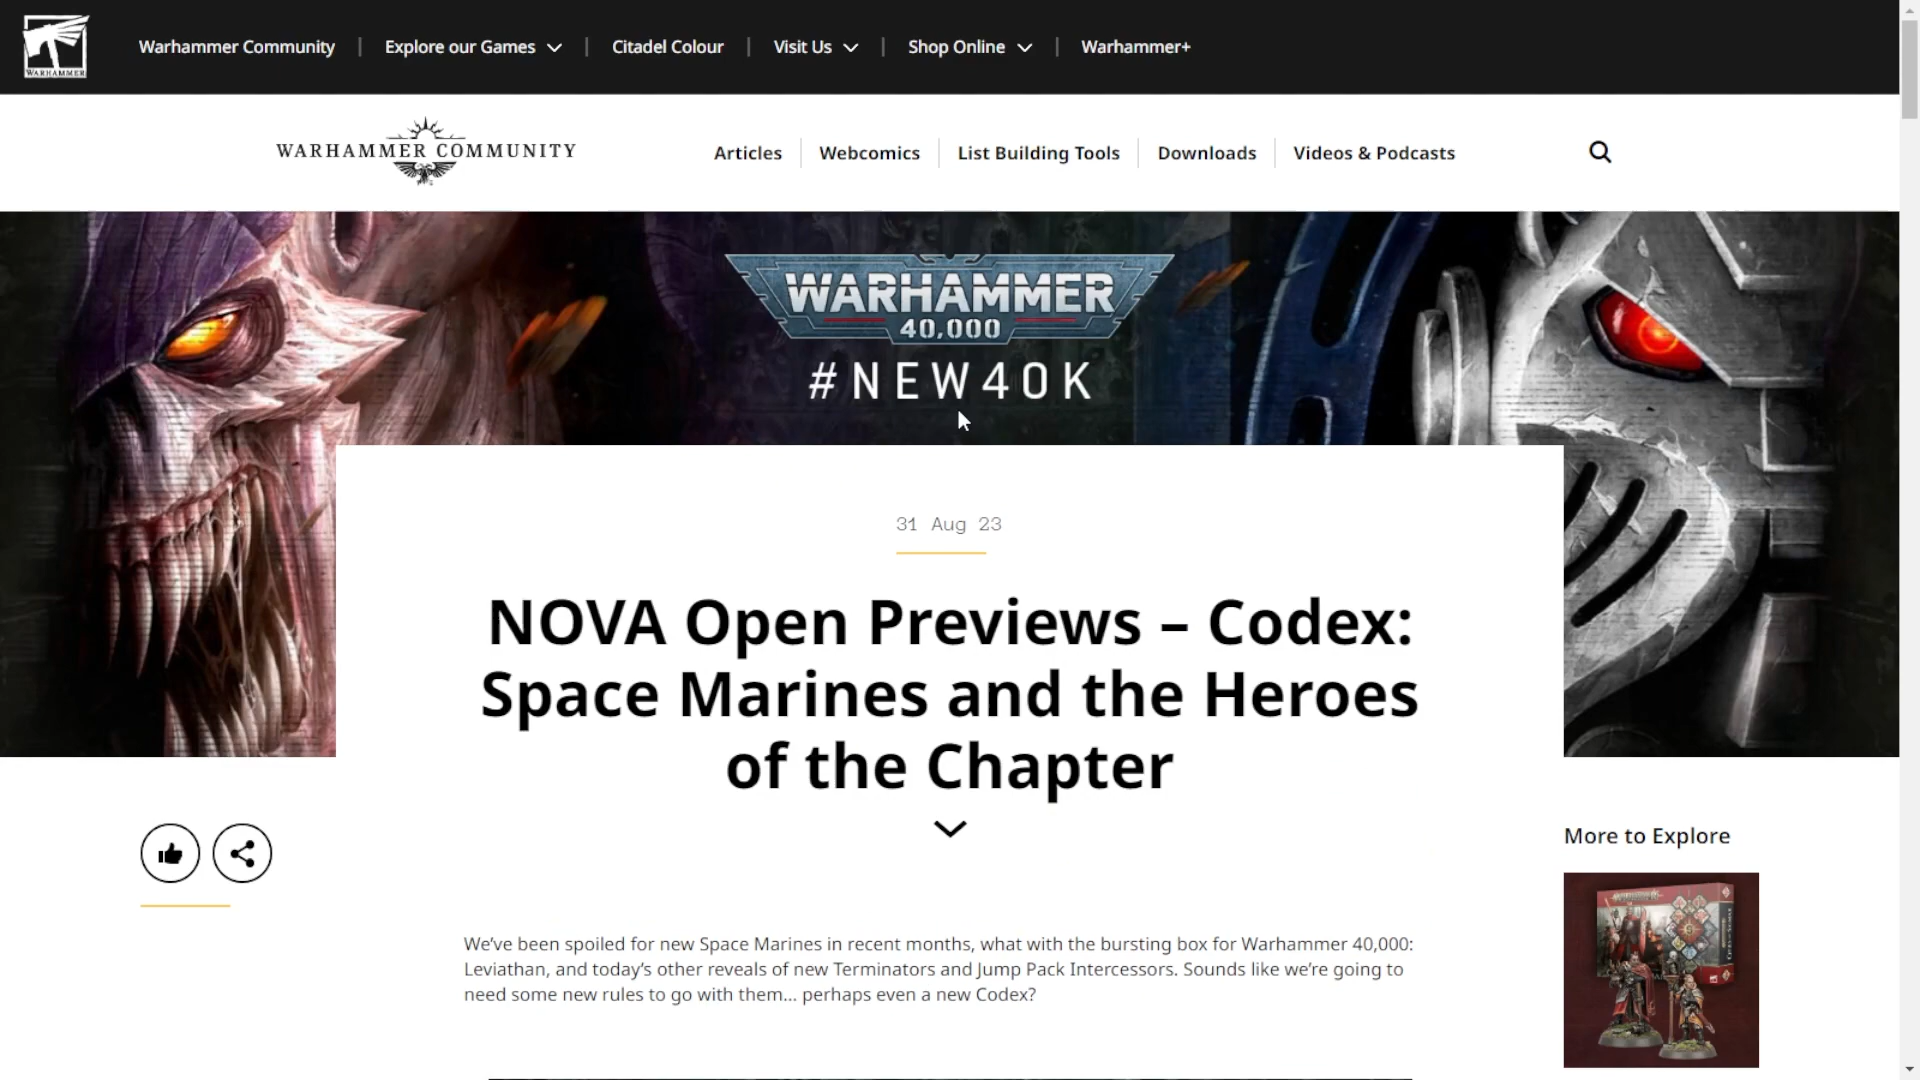 WARHAMMER
Warhammer Community
Explore our Games
Citadel Colour
Visit Us
Shop Online
Warhammer+
WARHAMMER COMMUNITY
Articles
Webcomics
List Building Tools
Downloads
Videos & Podcasts
WARHAMMER
40,000
#NEW40K
31 Aug 23
NOVA Open Previews – Codex:
Space Marines and the Heroes
of the Chapter
More to Explore
We’ve been spoiled for new Space Marines in recent months, what with the bursting box for Warhammer 40,000:
Leviathan, and today’s other reveals of new Terminators and Jump Pack Intercessors. Sounds like we’re going to
need some new rules to go with them… perhaps even a new Codex?